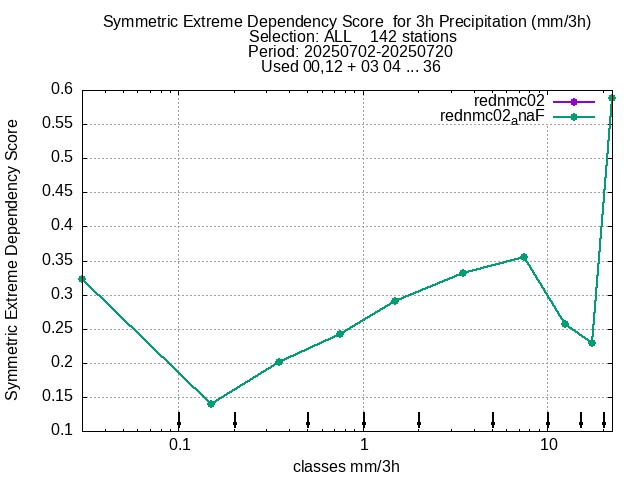 Symmetric Extreme Dependency Score  for 3h Precipitation (mm/3h)
Selection: ALL    142 stations
Period: 20250702-20250720
Used 00,12 + 03 04 ... 36
rednmc02
rednmc02anaF
0.6
0.55
0.5
0.45
0.4
0.35
0.3
0.25
0.2
0.15
0.1
Symmetric Extreme Dependency Score
0.1 1 10
classes mm/3h